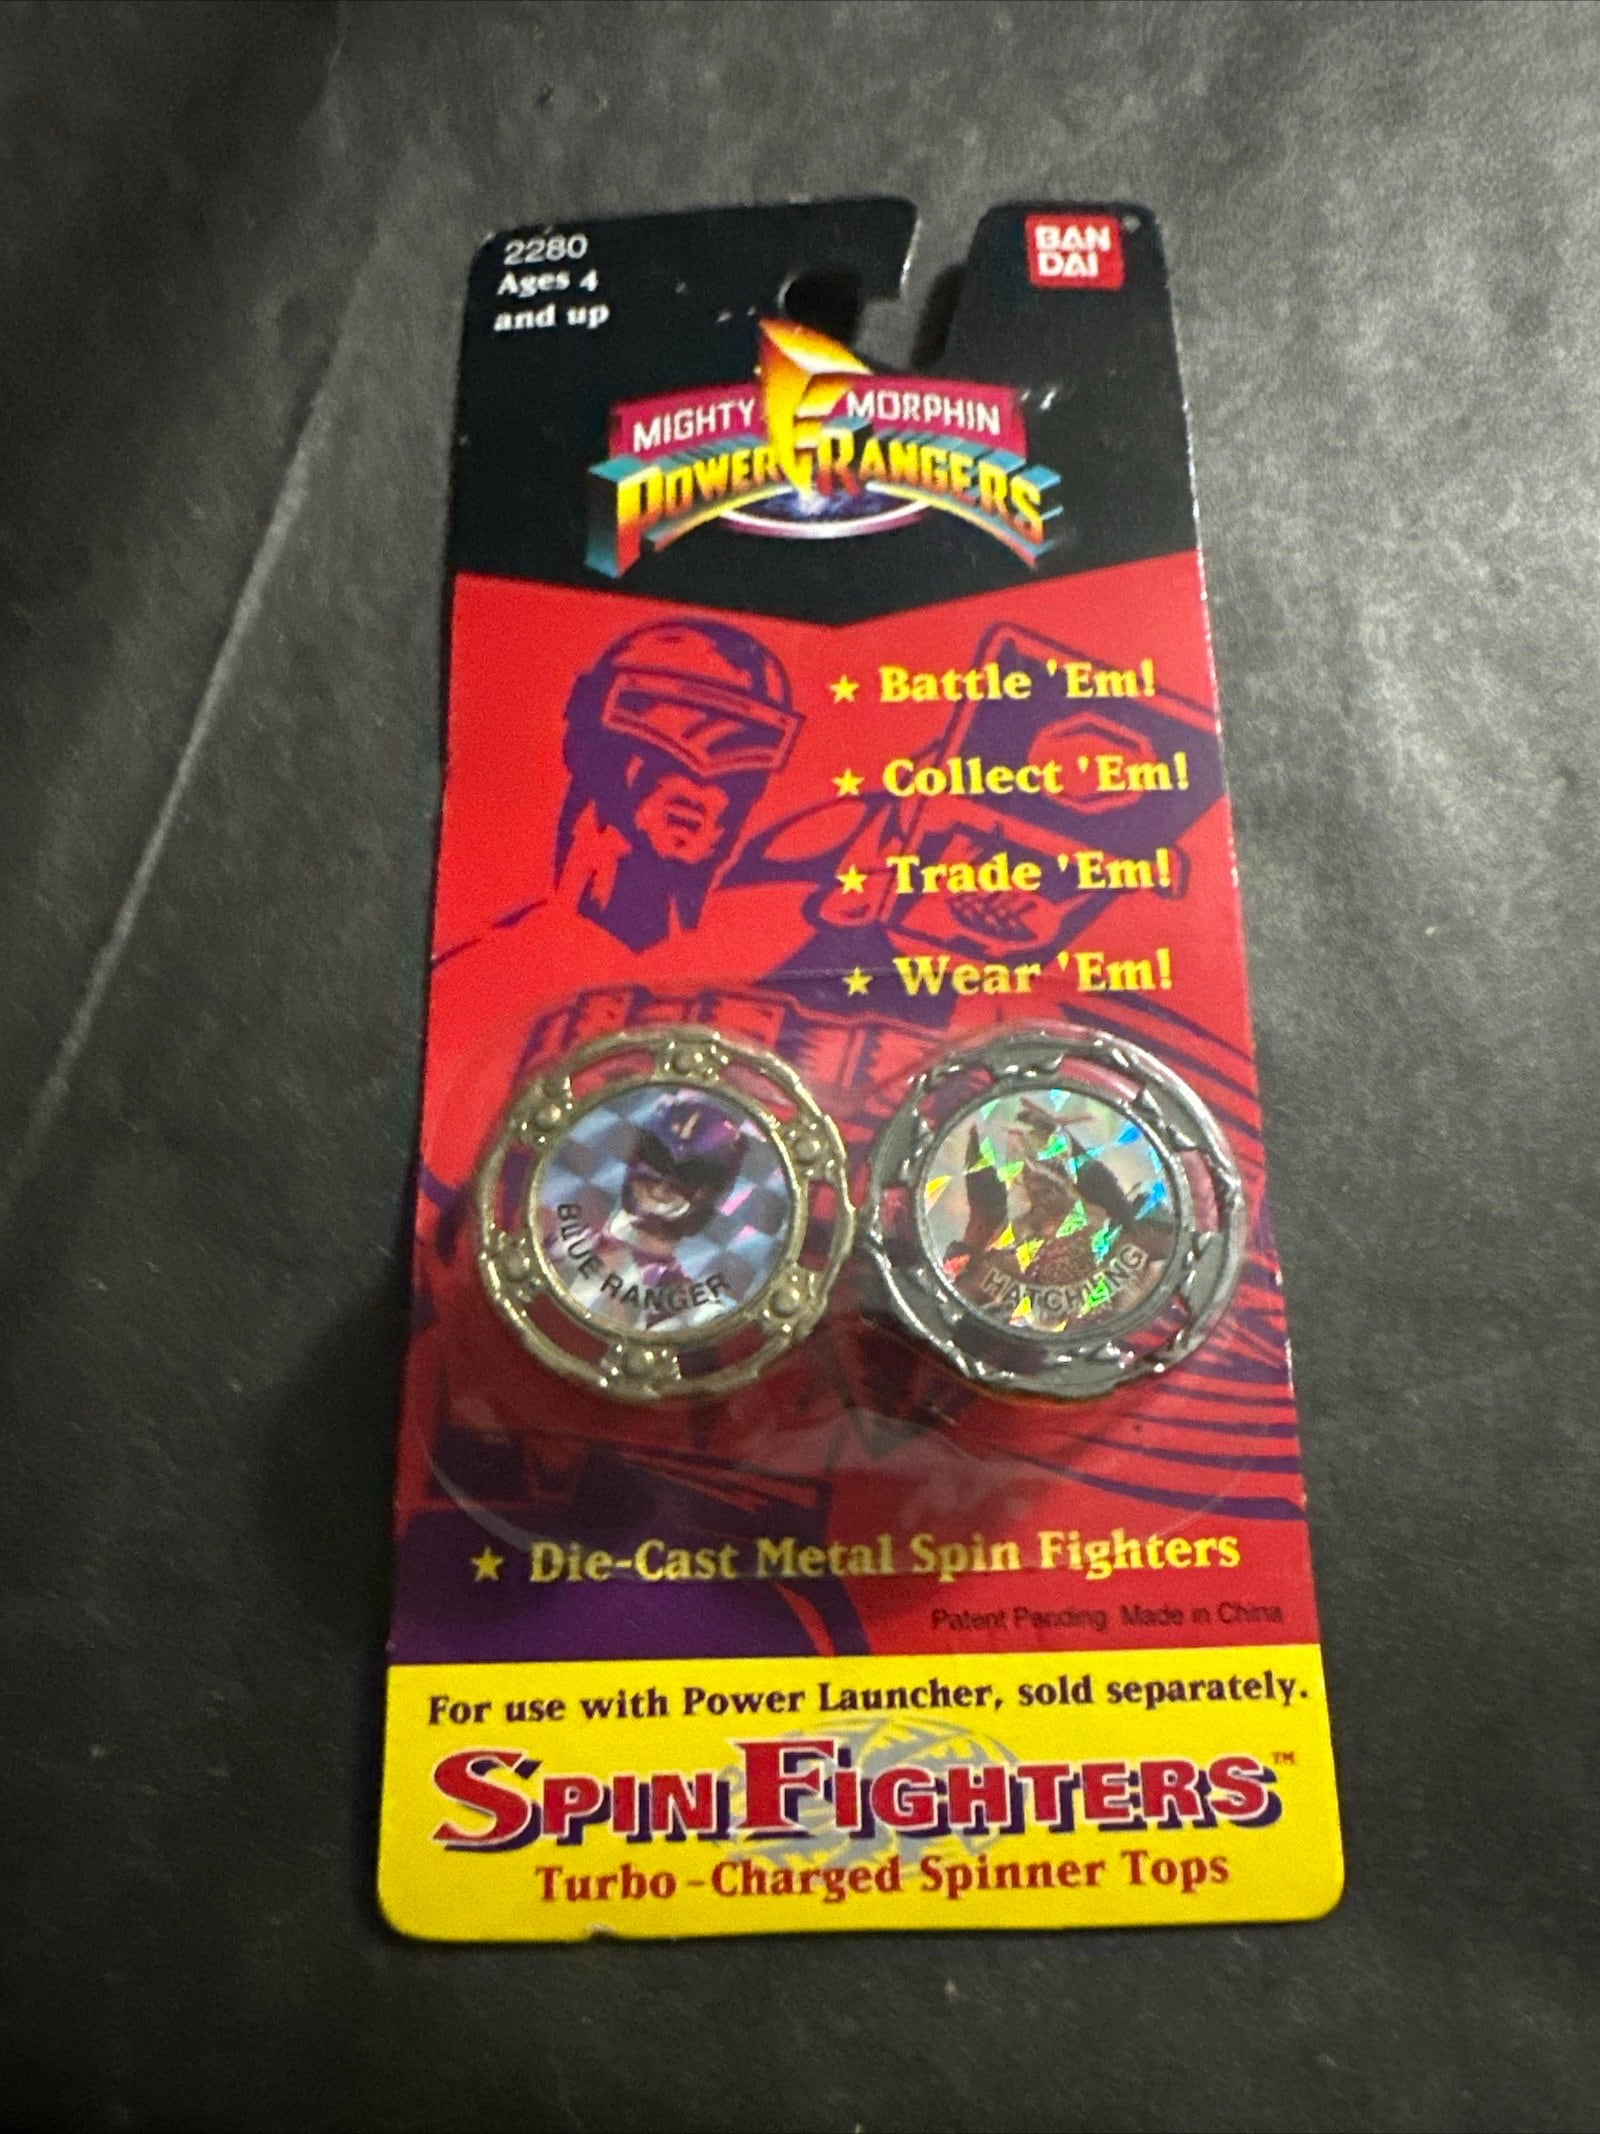 2280
Ages 4
and up
BAN
DAI
®
MIGHTY MORPHIN
POWER RANGERS
★ Battle 'Em!
★ Collect 'Em!
★ Trade 'Em!
★ Wear 'Em!
BLUE RANGER
HATCHLING
★ Die-Cast Metal Spin Fighters
Patent Pending Made in China
For use with Power Launcher, sold separately.
SPIN FIGHTERS™
Turbo-Charged Spinner Tops